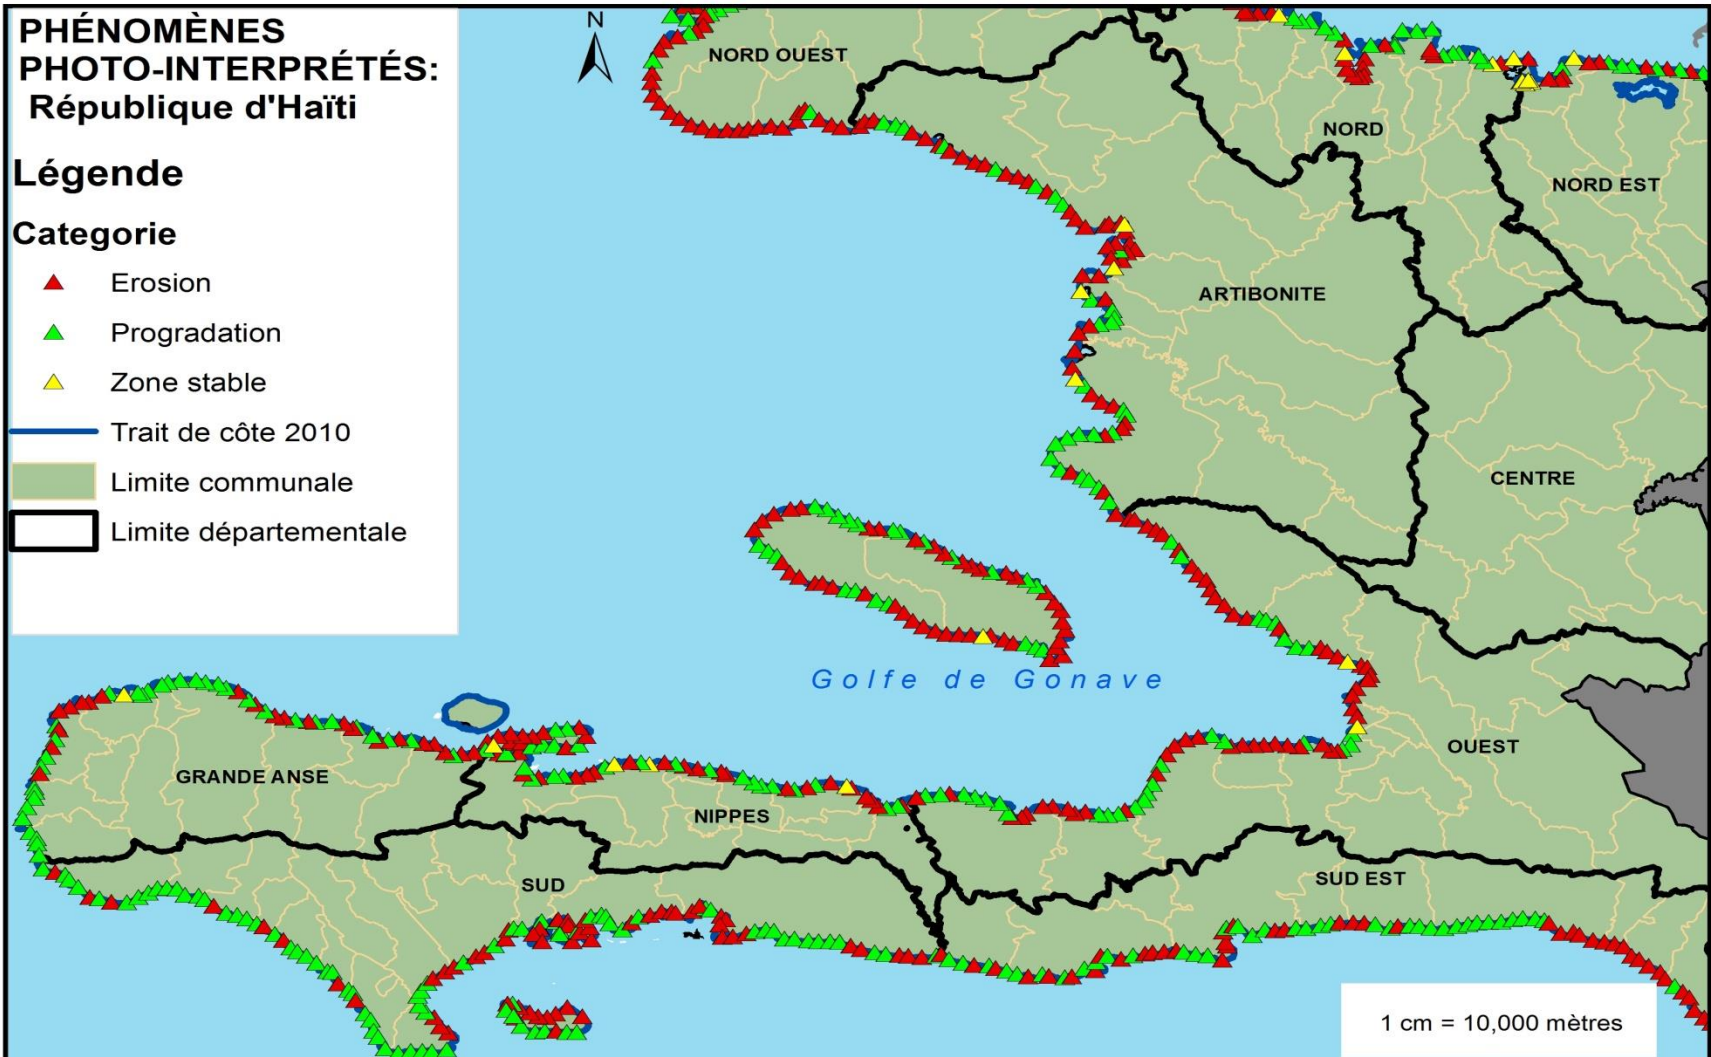 PHÉNOMÈNES
PHOTO-INTERPRÉTÉS:
République d'Haïti
Légende
Categorie
Erosion
Progradation
Zone stable
Trait de côte 2010
Limite communale
Limite départementale
N
NORD OUEST
NORD
NORD EST
ARTIBONITE
CENTRE
Golfe de Gonave
OUEST
GRANDE ANSE
NIPPES
SUD
SUD EST
1 cm = 10,000 mètres